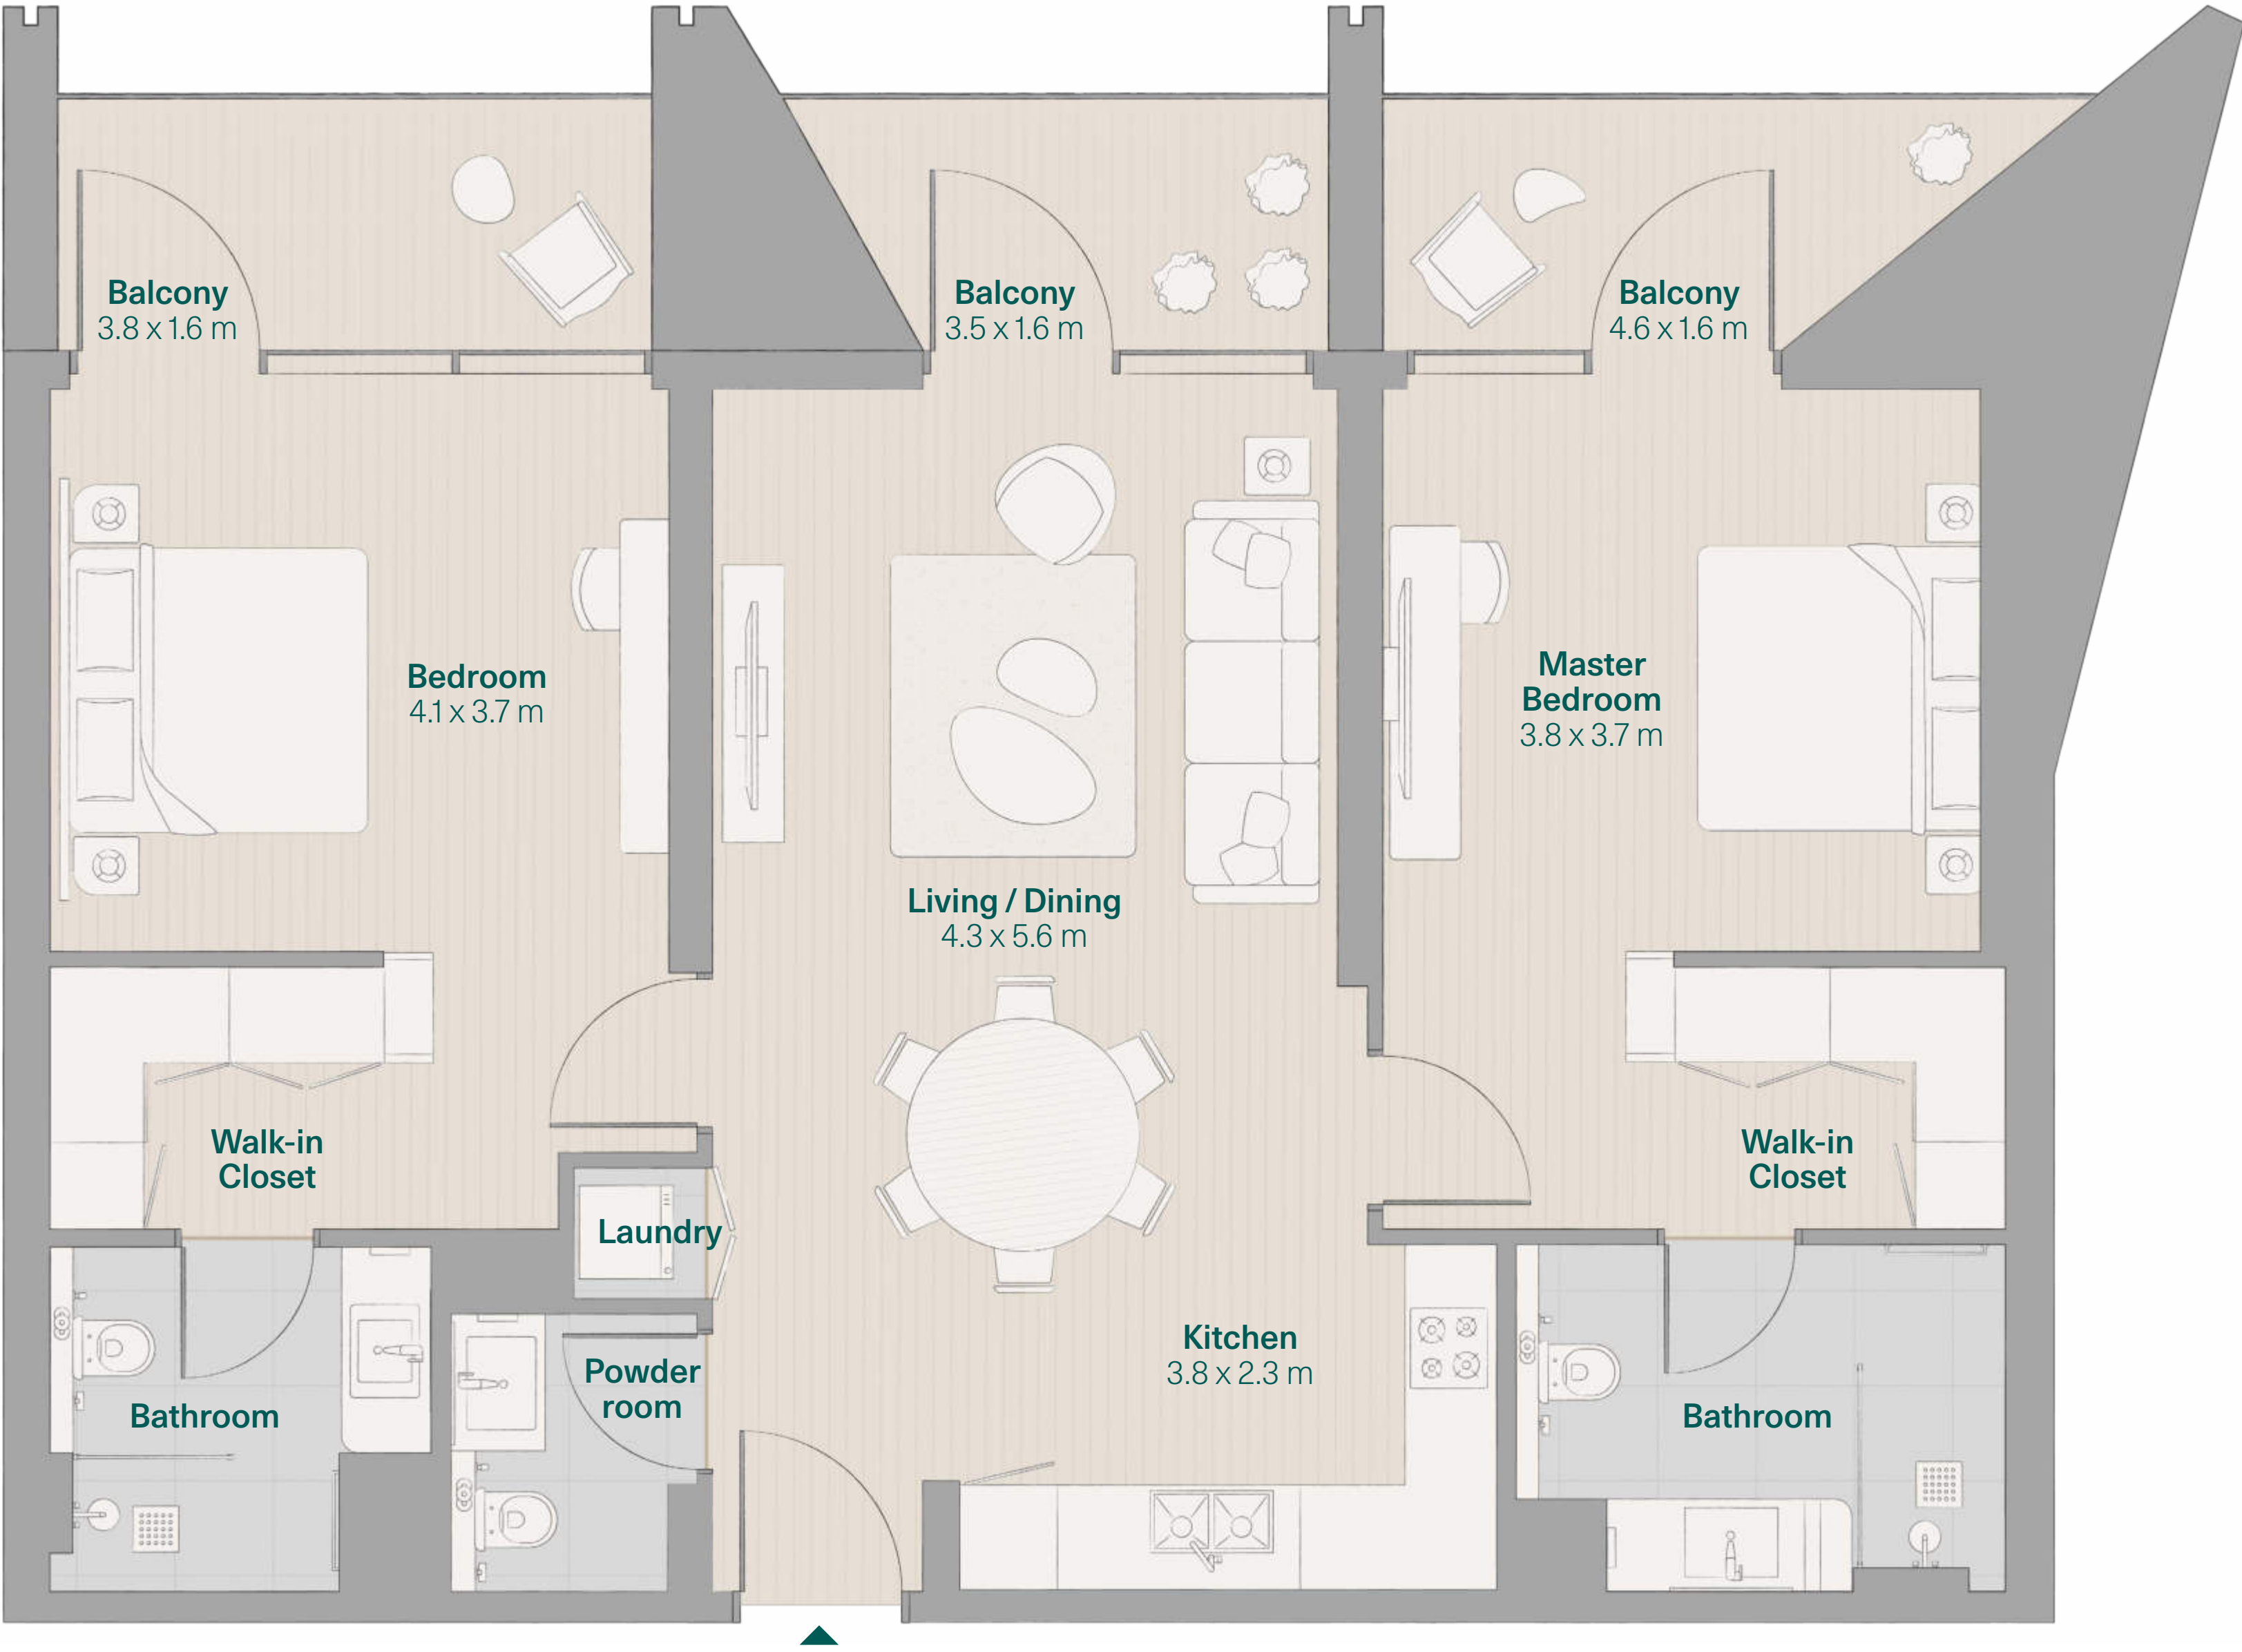 Balcony
3.8 x 1.6 m
Balcony
3.5 x 1.6 m
Balcony
4.6 x 1.6 m
Bedroom
4.1 x 3.7 m
Master
Bedroom
3.8 x 3.7 m
Living / Dining
4.3 x 5.6 m
Walk-in
Closet
Walk-in
Closet
Laundry
Kitchen
3.8 x 2.3 m
Powder
room
Bathroom
Bathroom